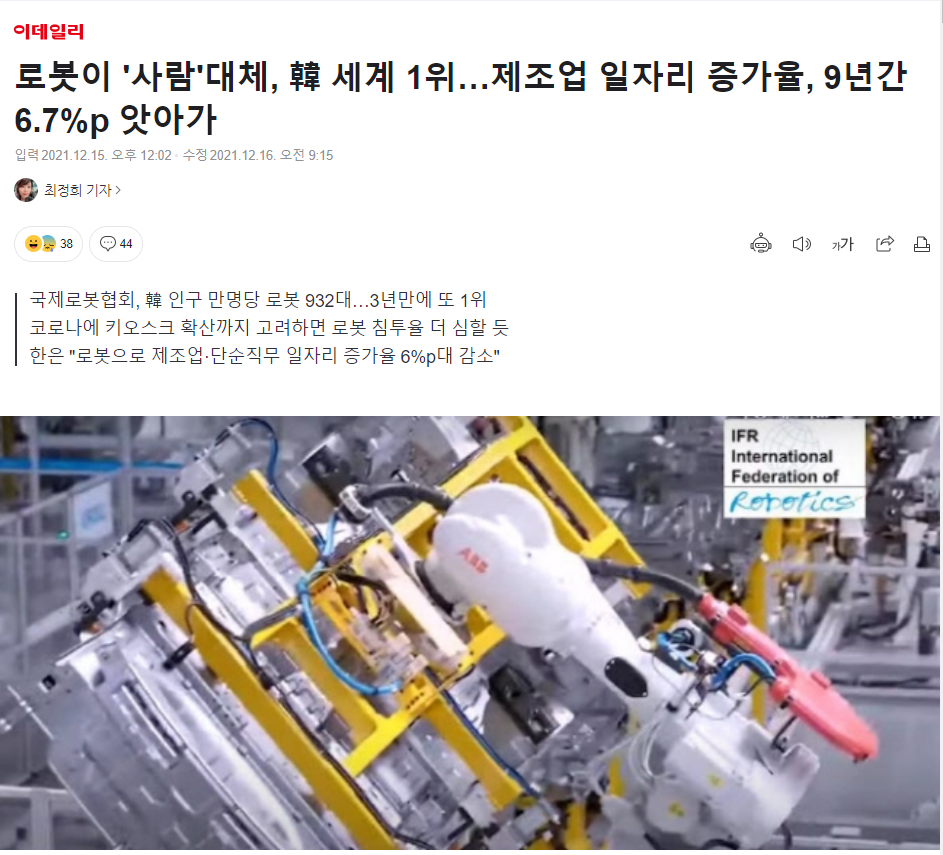 이데일리
로봇이 '사람'대체, 韓 세계 1위…제조업 일자리 증가율, 9년간
6.7%p 앗아가
입력 2021.12.15. 오후 12:02 · 수정 2021.12.16. 오전 9:15
최정희 기자 >
38
44
가가
국제로봇협회, 韓 인구 만명당 로봇 932대…3년만에 또 1위
코로나에 키오스크 확산까지 고려하면 로봇 침투율 더 심할 듯
한은 "로봇으로 제조업·단순직무 일자리 증가율 6%p대 감소"
IFR
International
Federation of
Robotics
ABB